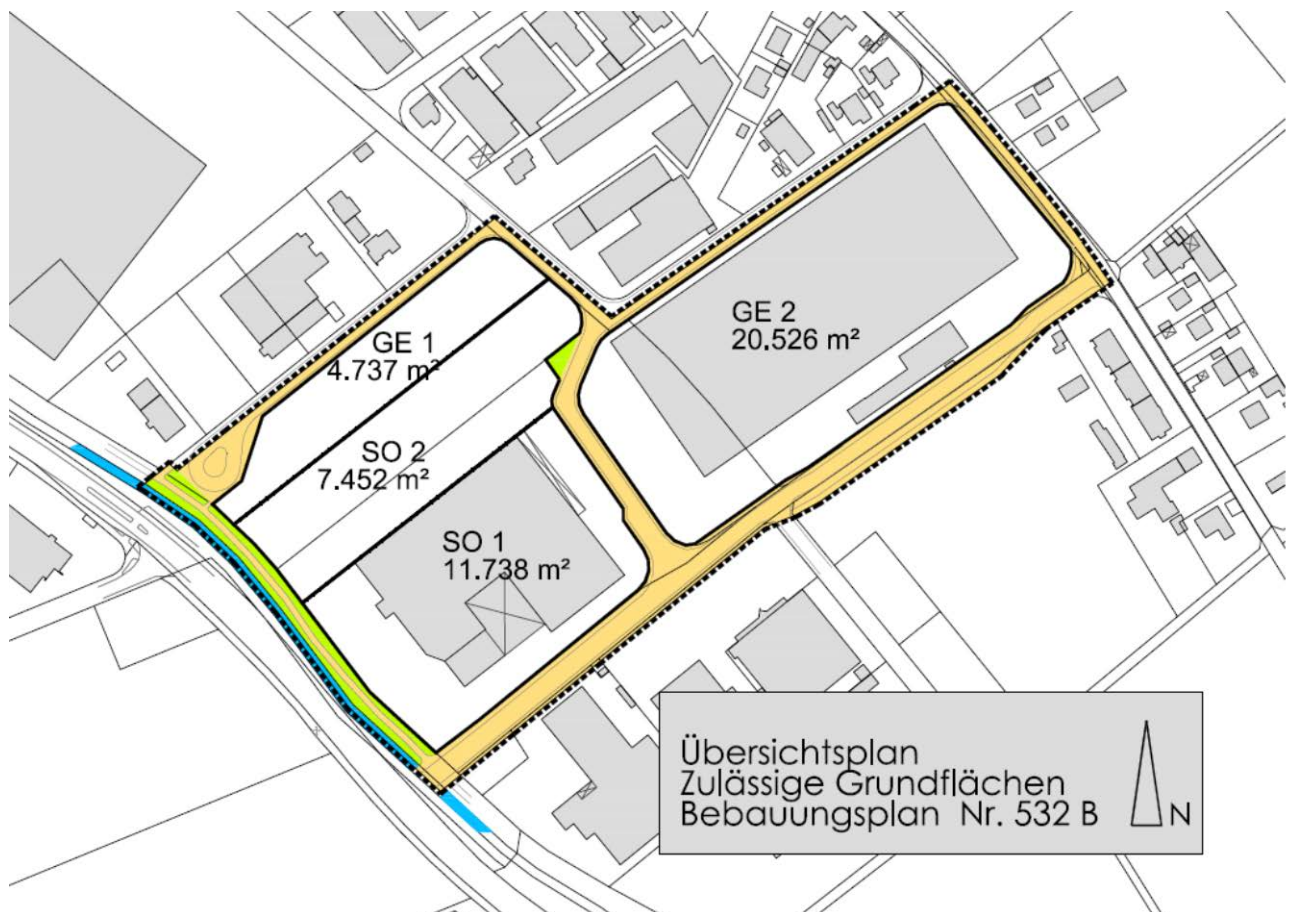 GE 1
4.737 m²
GE 2
20.526 m²
SO 2
7.452 m²
SO 1
11.738 m²
Übersichtsplan
Zulässige Grundflächen
Bebauungsplan Nr. 532 B
N